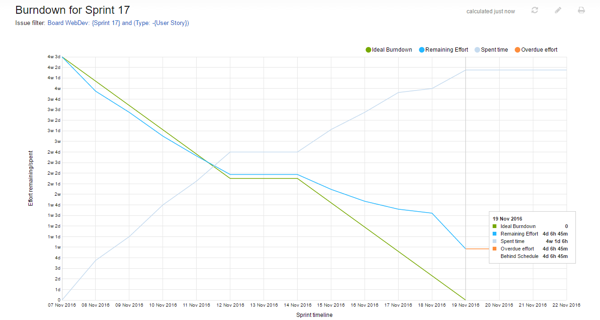 Burndown for Sprint 17
calculated just now
Issue filter: Board WebDev: {Sprint 17} and (Type: -{User Story})
Ideal Burndown
Remaining Effort
Spent time
Overdue effort
4w 3d
4w 2d
4w 1d
4w
3w 4d
3w 3d
3w 2d
3w 1d
3w
2w 4d
2w 3d
2w 2d
2w 1d
2w
1w 4d
1w 3d
1w 2d
1w 1d
1w
4d
3d
2d
1d
0
Effort remaining/spent
19 Nov 2016
Ideal Burndown 0
Remaining Effort 4d 6h 45m
Spent time 4w 1d 6h
Overdue effort 4d 6h 45m
Behind Schedule 4d 6h 45m
07 Nov 2016 08 Nov 2016 09 Nov 2016 10 Nov 2016 11 Nov 2016 12 Nov 2016 13 Nov 2016 14 Nov 2016 15 Nov 2016 16 Nov 2016 17 Nov 2016 18 Nov 2016 19 Nov 2016 20 Nov 2016 21 Nov 2016 22 Nov 2016
Sprint timeline